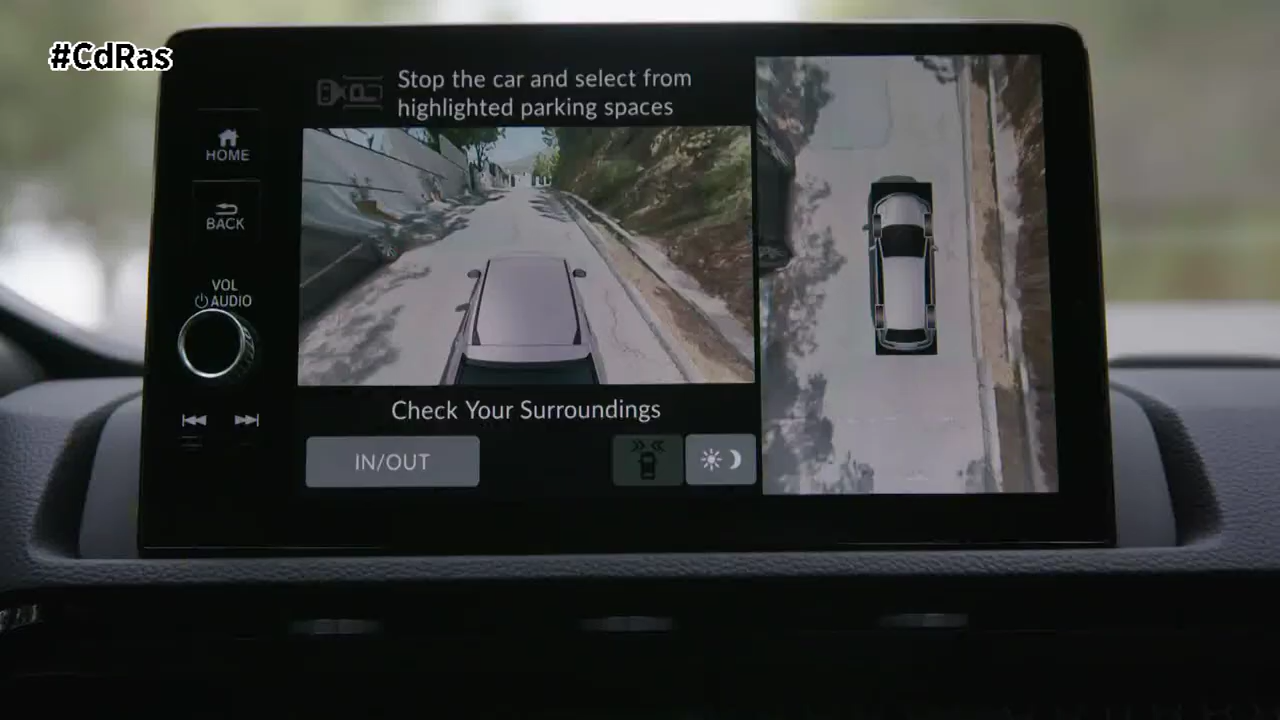 #CdRas
Stop the car and select from
highlighted parking spaces
HOME
BACK
VOL
AUDIO
Check Your Surroundings
IN/OUT